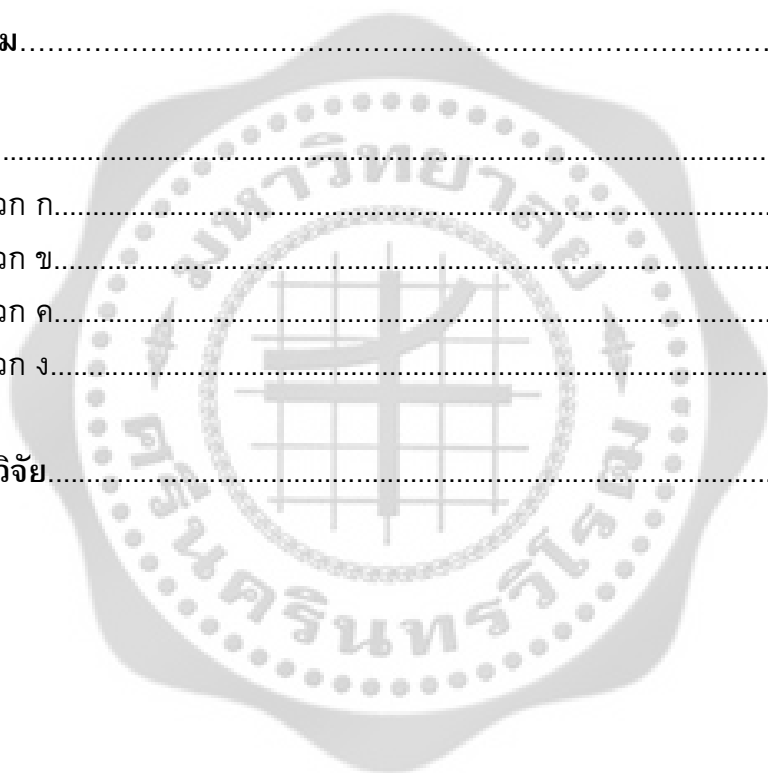 ม........................................................................
........................................................................
วก ก........................................................................
วก ข........................................................................
วก ค........................................................................
วก ง........................................................................
วิจัย........................................................................
มหาวิทยาลัย
ศรีนครินทรวิโรฒ